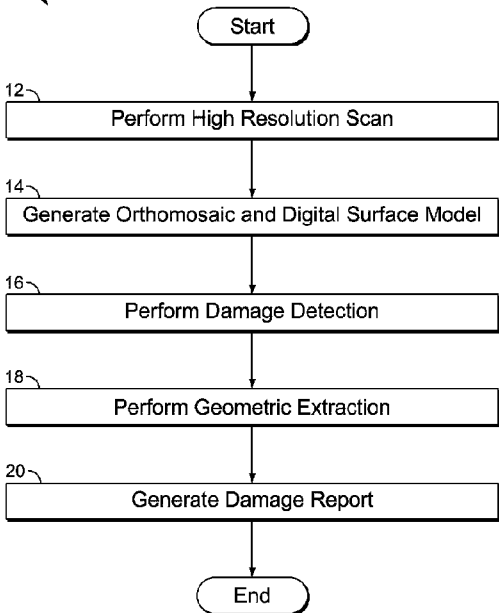 Start
12
Perform High Resolution Scan
14
Generate Orthomosaic and Digital Surface Model
16
Perform Damage Detection
18
Perform Geometric Extraction
20
Generate Damage Report
End